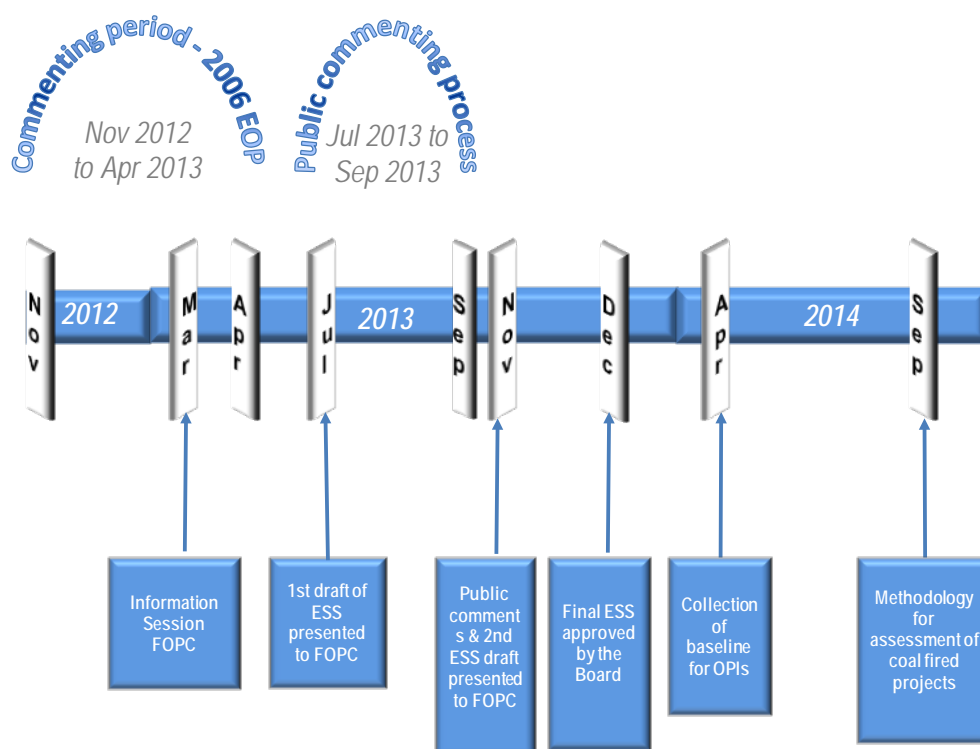 Commenting period - 2006 EOP
Public commenting process
Nov 2012
to Apr 2013
Jul 2013 to
Sep 2013
Nov
2012
Mar
Apr
Jul
2013
Sep
Nov
Dec
Apr
2014
Sep
Information
Session
FOPC
1st draft of
ESS
presented
to FOPC
Public
comment
s & 2nd
ESS draft
presented
to FOPC
Final ESS
approved
by the
Board
Collection
of
baseline
for OPIs
Methodology
for
assessment of
coal fired
projects